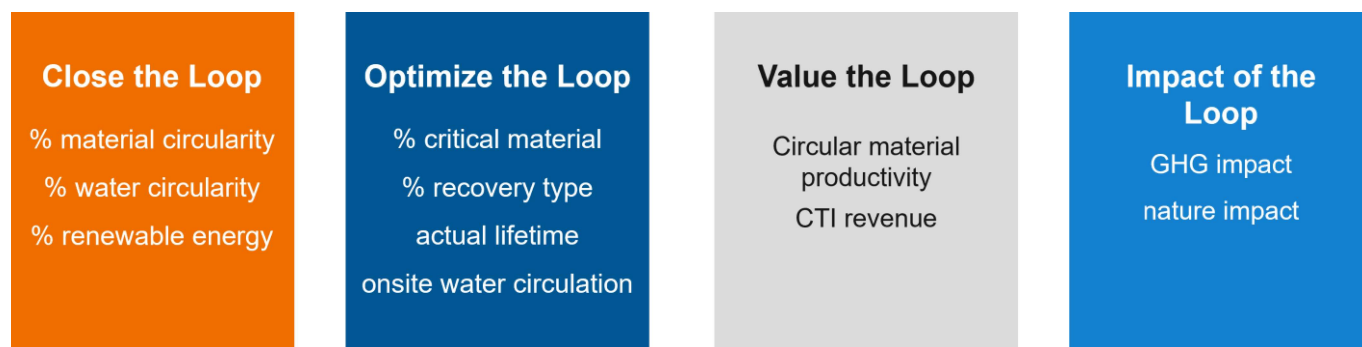 Close the Loop
% material circularity
% water circularity
% renewable energy
Optimize the Loop
% critical material
% recovery type
actual lifetime
onsite water circulation
Value the Loop
Circular material
productivity
CTI revenue
Impact of the
Loop
GHG impact
nature impact